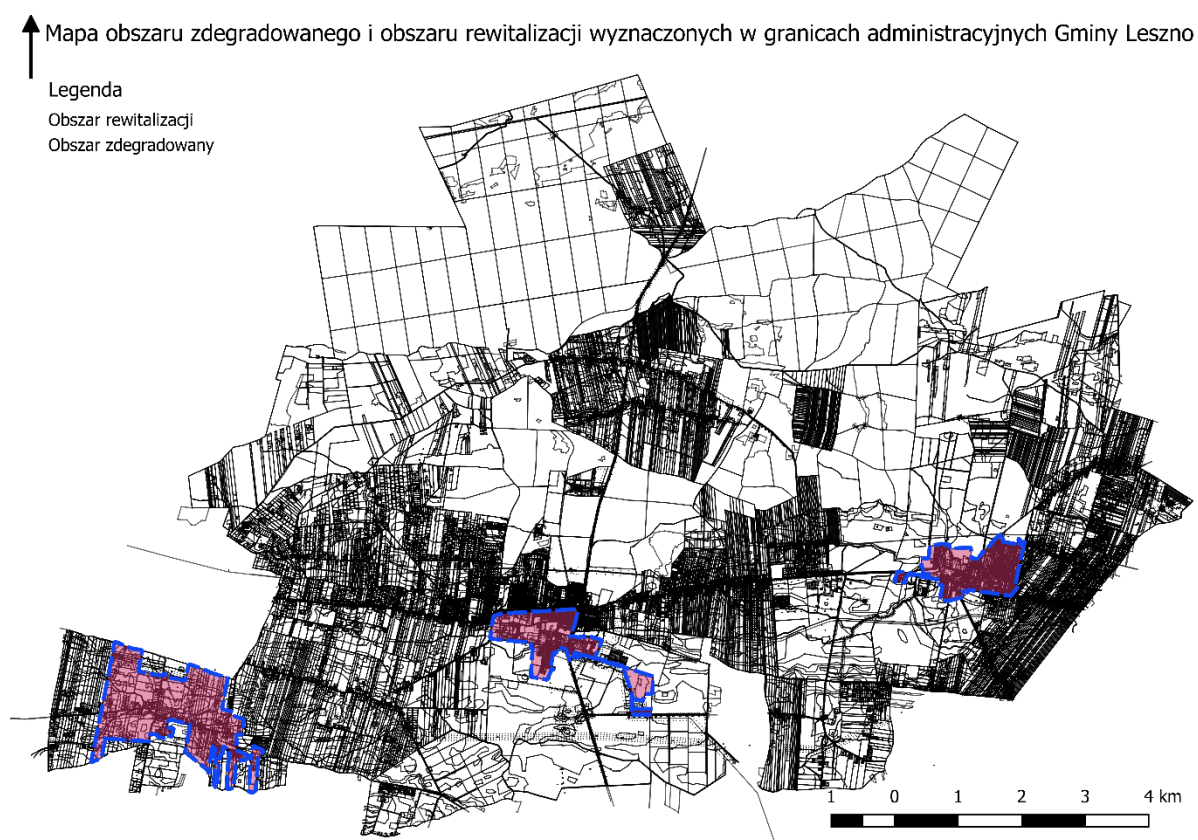 Mapa obszaru zdegradowanego i obszaru rewitalizacji wyznaczonych w granicach administracyjnych Gminy Leszno
Legenda
Obszar rewitalizacji
Obszar zdegradowany
1 0 1 2 3 4 km